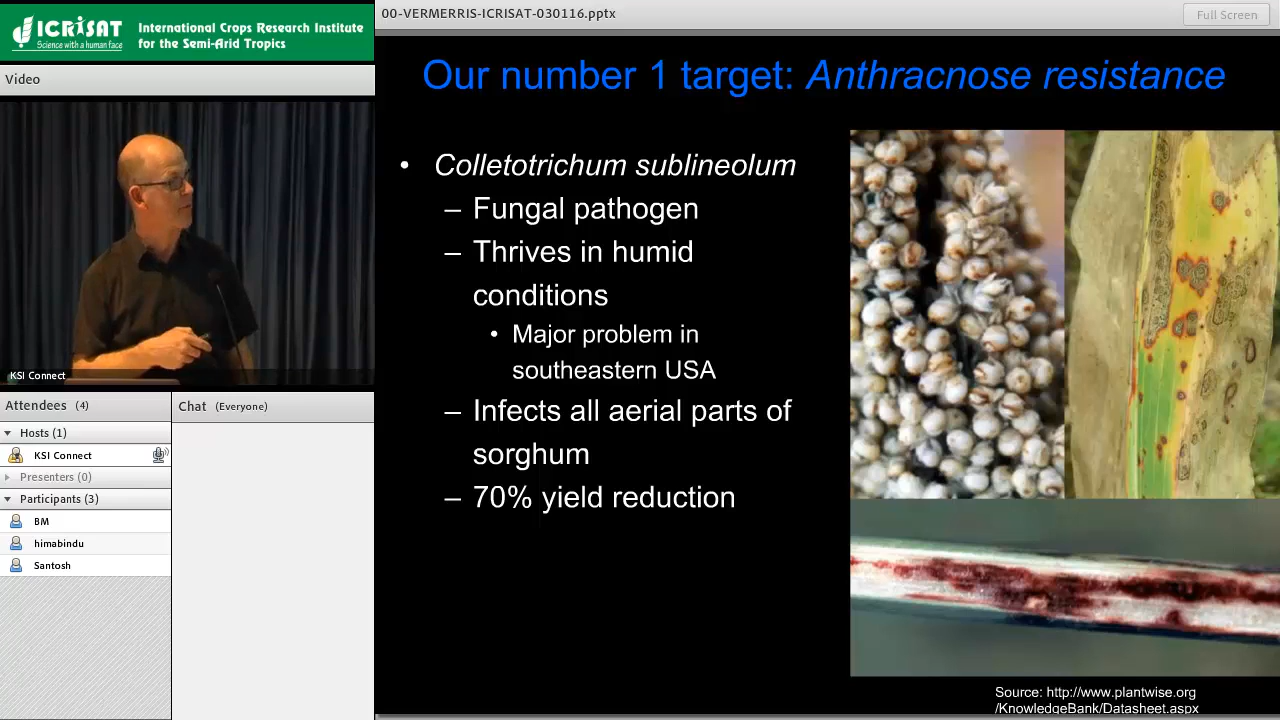 ICRISAT
Science with a human face
International Crops Research Institute
for the Semi-Arid Tropics
00-VERMERRIS-ICRISAT-030116.pptx
Full Screen
Video
KSI Connect
Attendees (4)
Hosts (1)
KSI Connect
Presenters (0)
Participants (3)
BM
himabindu
Santosh
Chat (Everyone)
Our number 1 target: Anthracnose resistance
• Colletotrichum sublineolum
– Fungal pathogen
– Thrives in humid
conditions
• Major problem in
southeastern USA
– Infects all aerial parts of
sorghum
– 70% yield reduction
Source: http://www.plantwise.org
/KnowledgeBank/Datasheet.aspx